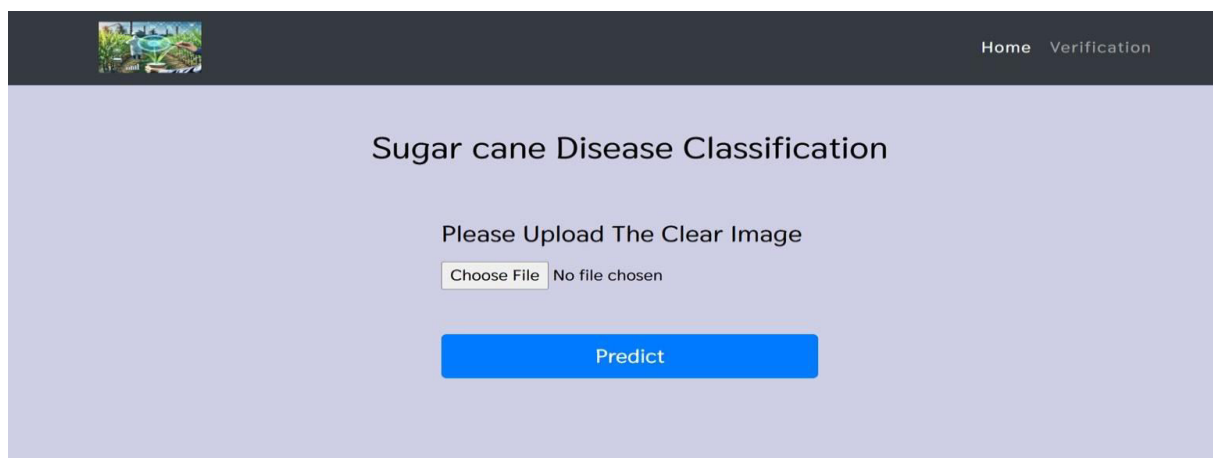 Home Verification
Sugar cane Disease Classification
Please Upload The Clear Image
Choose File No file chosen
Predict